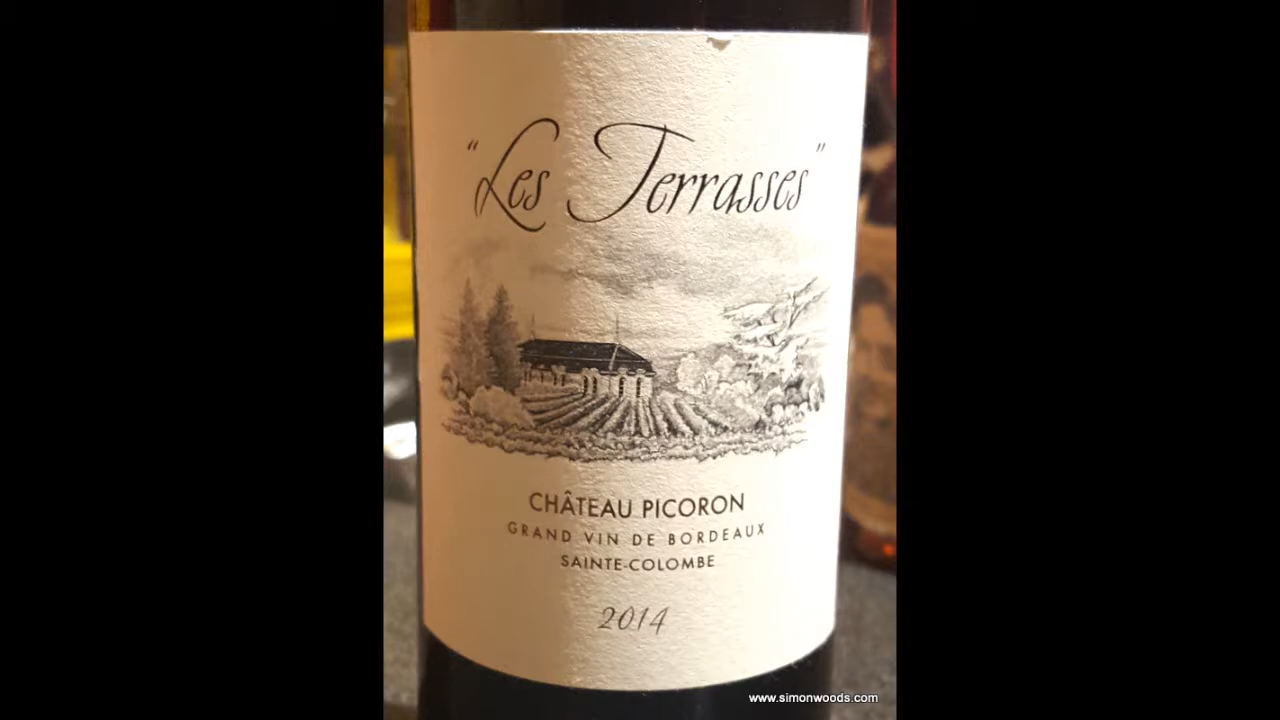 “Les Terrasses”
CHÂTEAU PICORON
GRAND VIN DE BORDEAUX
SAINTE-COLOMBE
2014
www.simonwoods.com